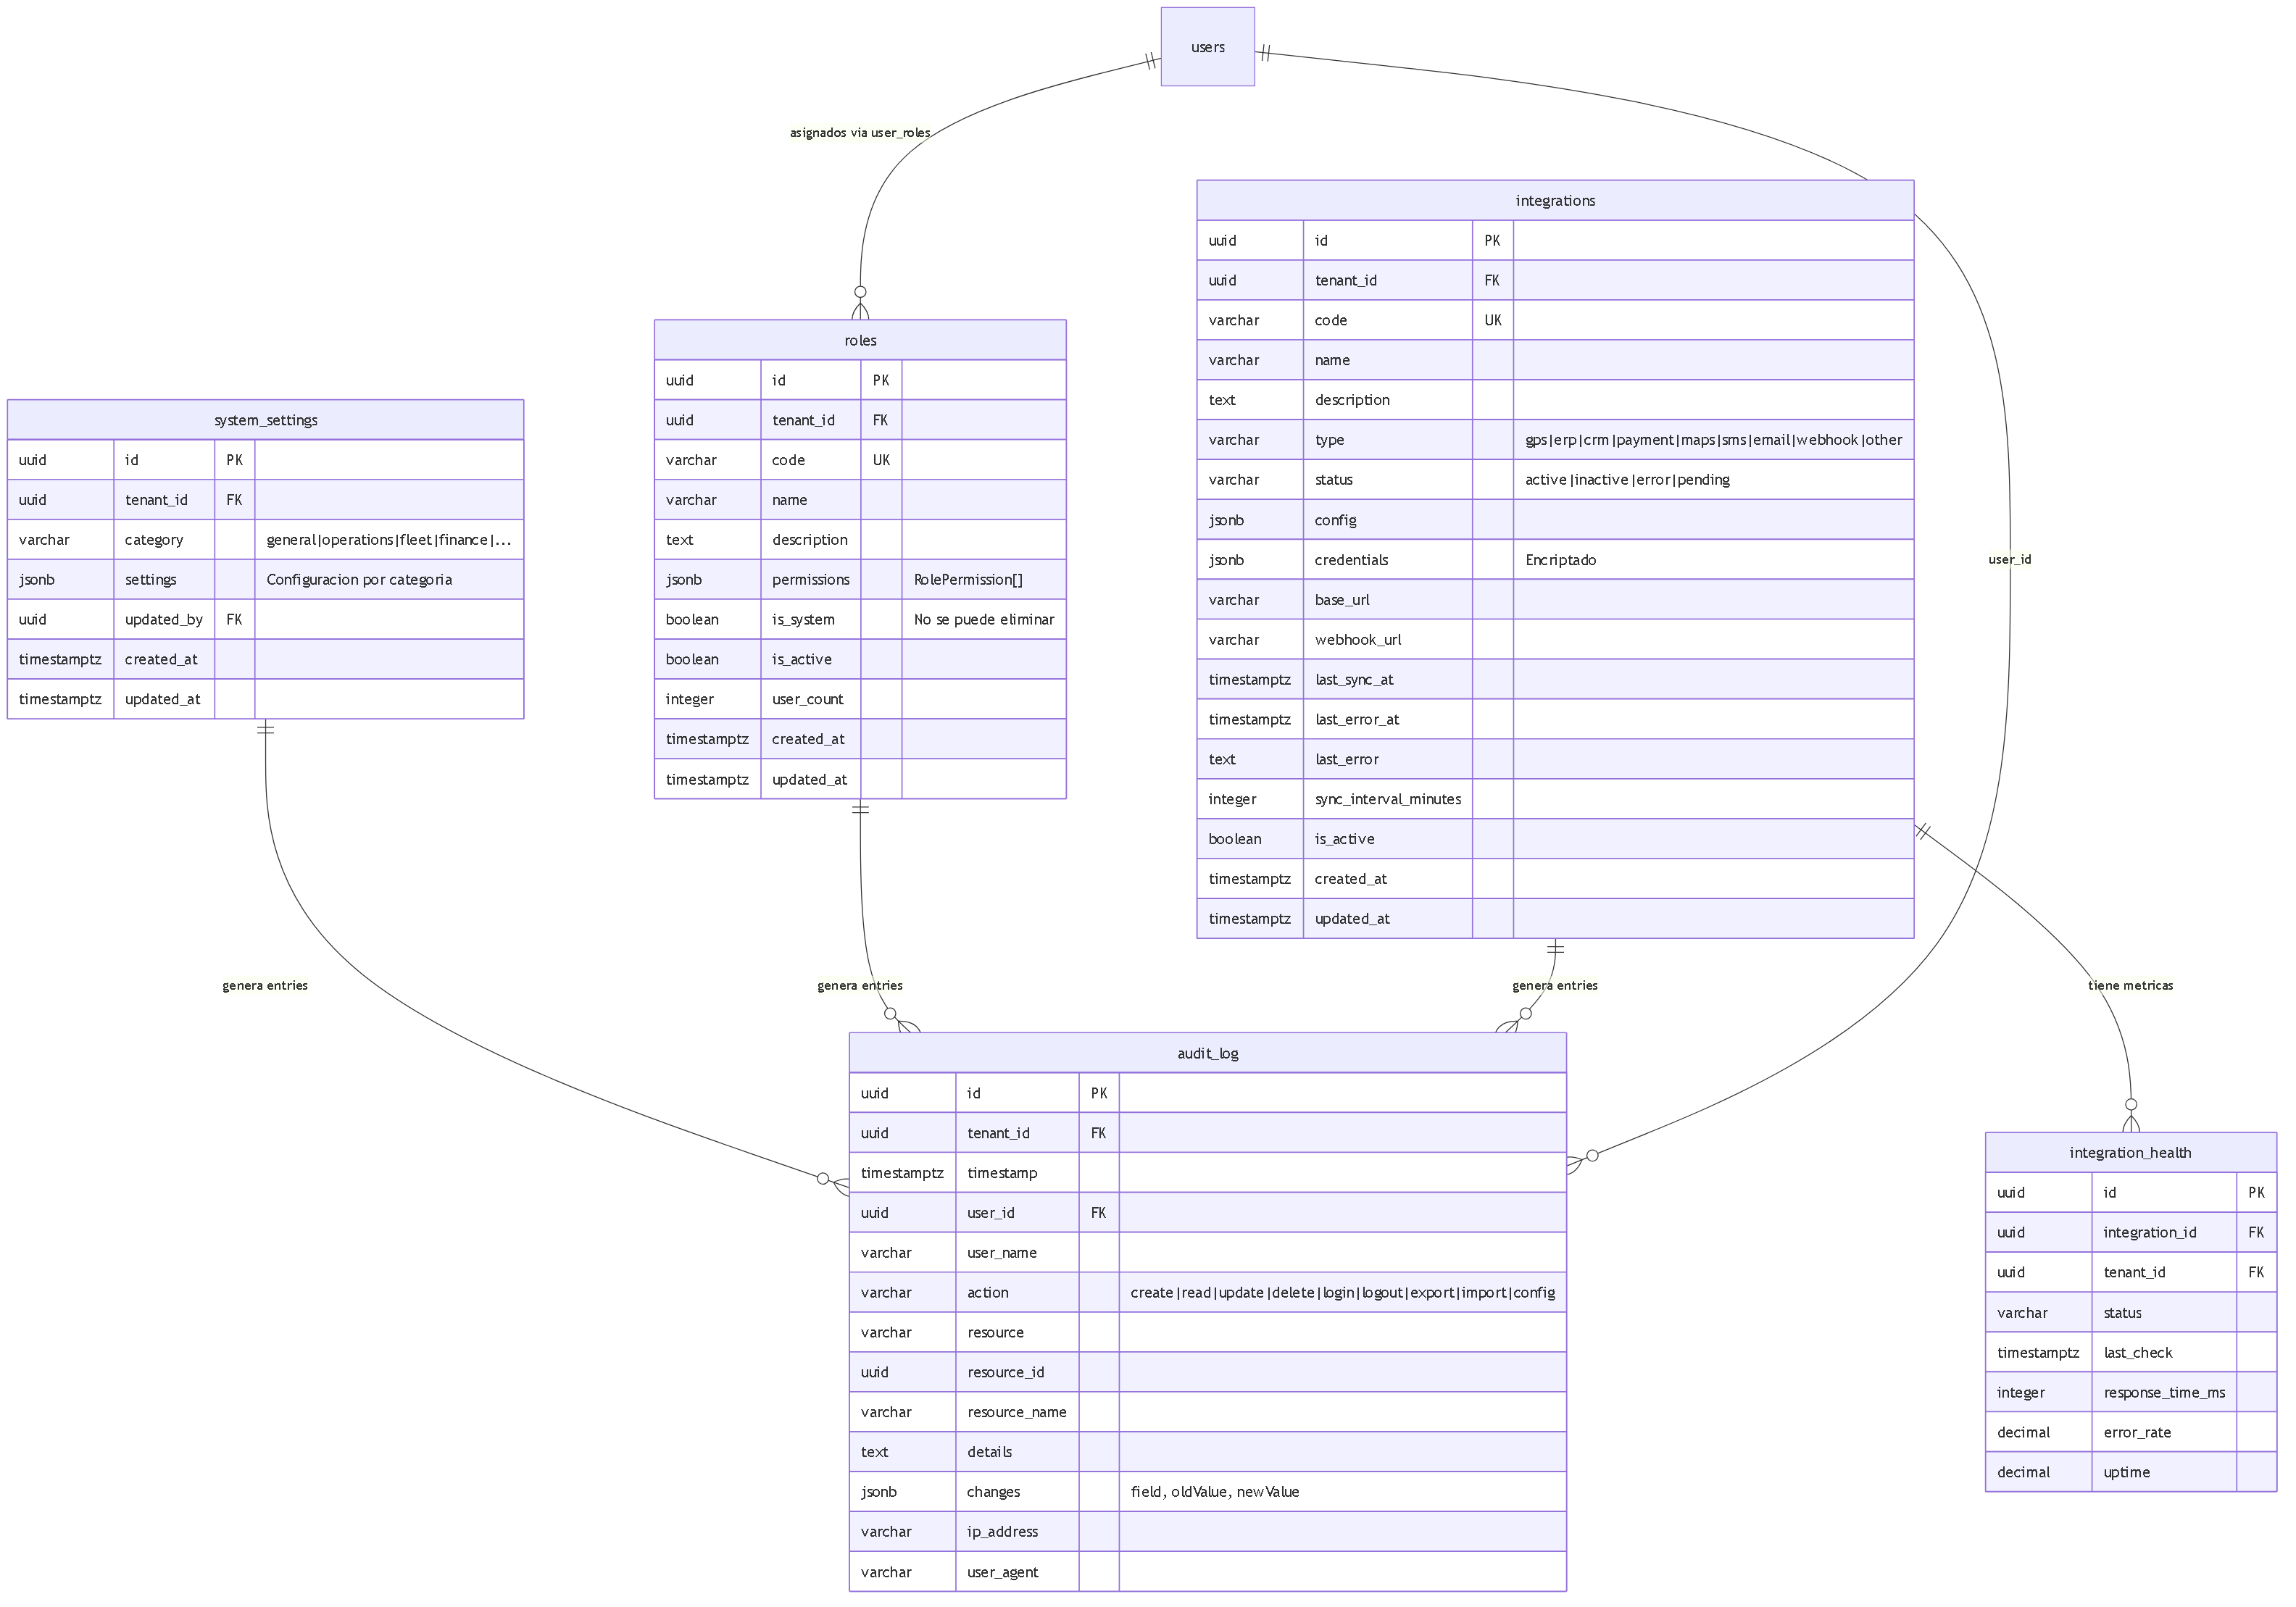 users
asignados via user_roles
integrations
uuid id PK
uuid tenant_id FK
varchar code UK
varchar name
text description
varchar type gps|erp|crm|payment|maps|sms|email|webhook|other
varchar status active|inactive|error|pending
jsonb config
jsonb credentials Encriptado
varchar base_url
varchar webhook_url
timestamptz last_sync_at
timestamptz last_error_at
text last_error
integer sync_interval_minutes
boolean is_active
timestamptz created_at
timestamptz updated_at
user_id
roles
uuid id PK
uuid tenant_id FK
varchar code UK
varchar name
text description
jsonb permissions RolePermission[]
boolean is_system No se puede eliminar
boolean is_active
integer user_count
timestamptz created_at
timestamptz updated_at
system_settings
uuid id PK
uuid tenant_id FK
varchar category general|operations|fleet|finance|...
jsonb settings Configuracion por categoria
uuid updated_by FK
timestamptz created_at
timestamptz updated_at
genera entries
genera entries
genera entries
tiene metricas
audit_log
uuid id PK
uuid tenant_id FK
timestamptz timestamp
uuid user_id FK
varchar user_name
varchar action create|read|update|delete|login|logout|export|import|config
varchar resource
uuid resource_id
varchar resource_name
text details
jsonb changes field, oldValue, newValue
varchar ip_address
varchar user_agent
integration_health
uuid id PK
uuid integration_id FK
uuid tenant_id FK
varchar status
timestamptz last_check
integer response_time_ms
decimal error_rate
decimal uptime